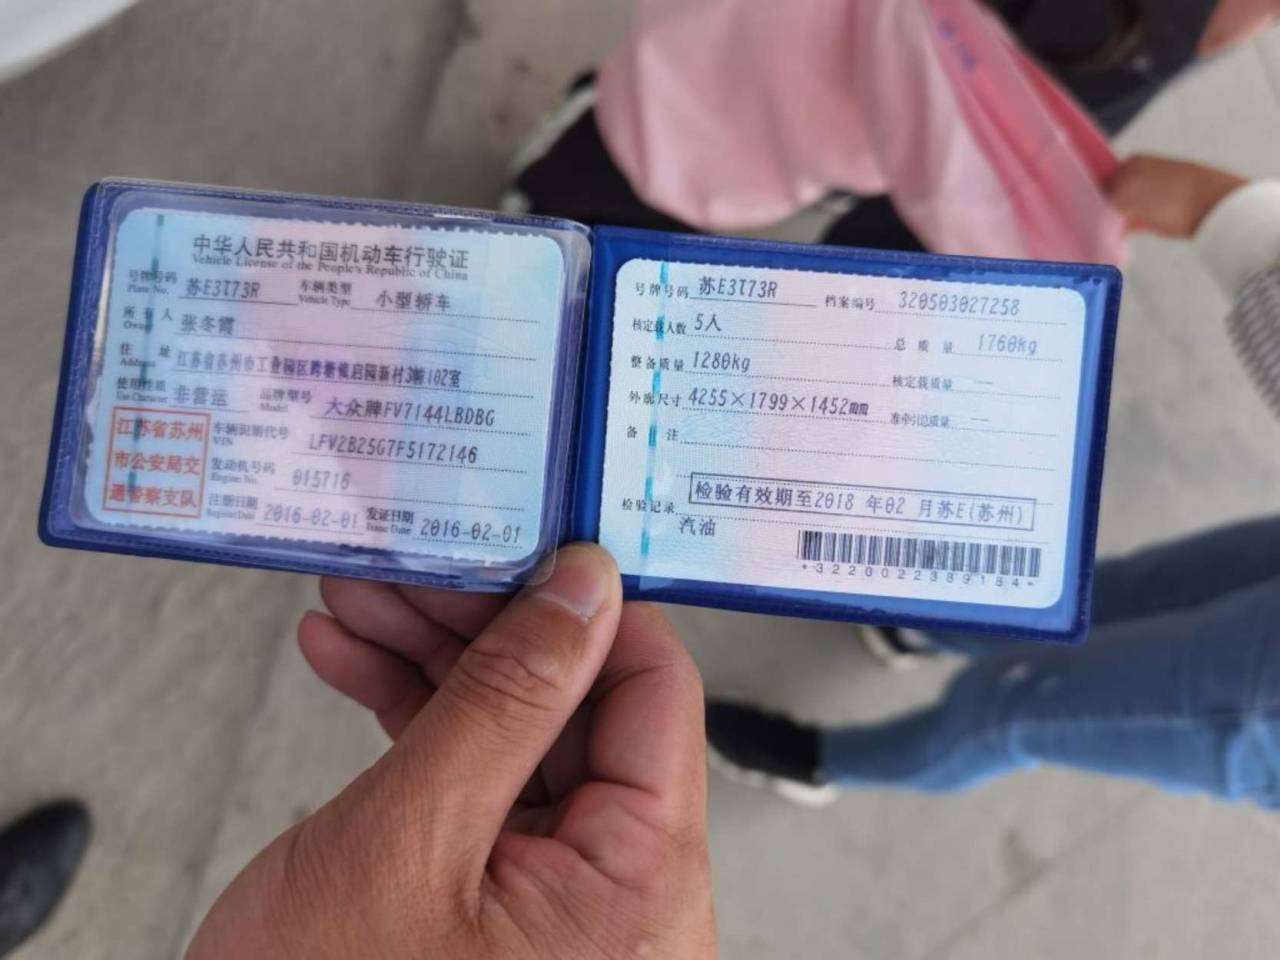 中华人民共和国机动车行驶证
Vehicle License of the People's Republic of China
号牌号码 苏E3T73R 车辆类型 小型轿车
Plate No. Vehicle Type
所有人 张冬霞
Owner
住址 江苏省苏州市工业园区跨塘镇启园新村3幢102室
Address
使用性质 非营运 品牌型号 大众牌FV7144LBDBG
Use Character Model
江苏省苏州
市公安局交
通警察支队
车辆识别代号 LFV2B25G7F5172146
VIN
发动机号码 015716
Engine No.
注册日期 2016-02-01 发证日期 2016-02-01
Register Date Issue Date
号牌号码 苏E3T73R 档案编号 320503027258
核定载人数 5人 总质量 1760kg
整备质量 1280kg 核定载质量 --
外廓尺寸 4255×1799×1452mm 准牵引总质量 --
备注
检验记录 检验有效期至2018 年02 月苏E(苏州)
汽油
*3220022389184*